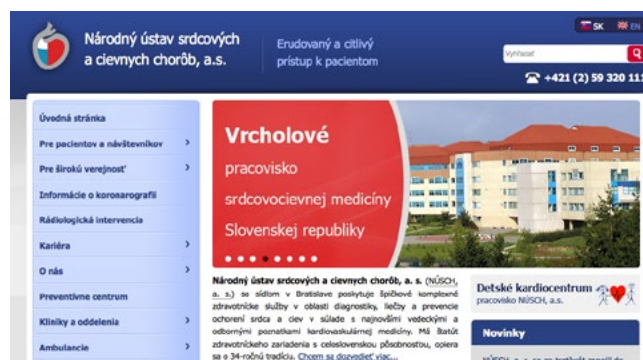 Národný ústav srdcových
a cievnych chorôb, a.s.
Erudovaný a citlivý
prístup k pacientom
SK EN
Vyhľadať
+421 (2) 59 320 111
Úvodná stránka
Pre pacientov a návštevníkov
Pre širokú verejnosť
Informácie o koronarografii
Rádiologická intervencia
Kariéra
O nás
Preventívne centrum
Kliniky a oddelenia
Ambulancie
Vrcholové
pracovisko
srdcovocievnej medicíny
Slovenskej republiky
Národný ústav srdcových a cievnych chorôb, a. s. (NÚSCH,
a. s.) so sídlom v Bratislave poskytuje špičkové komplexné
zdravotnícke služby v oblasti diagnostiky, liečby a prevencie
ochorení srdca a ciev v súlade s najnovšími vedeckými a
odbornými poznatkami kardiovaskulárnej medicíny. Má štatút
zdravotníckeho zariadenia s celoslovenskou pôsobnosťou, opiera
sa o 34-ročnú tradíciu. Chcem sa dozvedieť viac...
Detské kardiocentrum
pracovisko NÚSCH, a.s.
Novinky